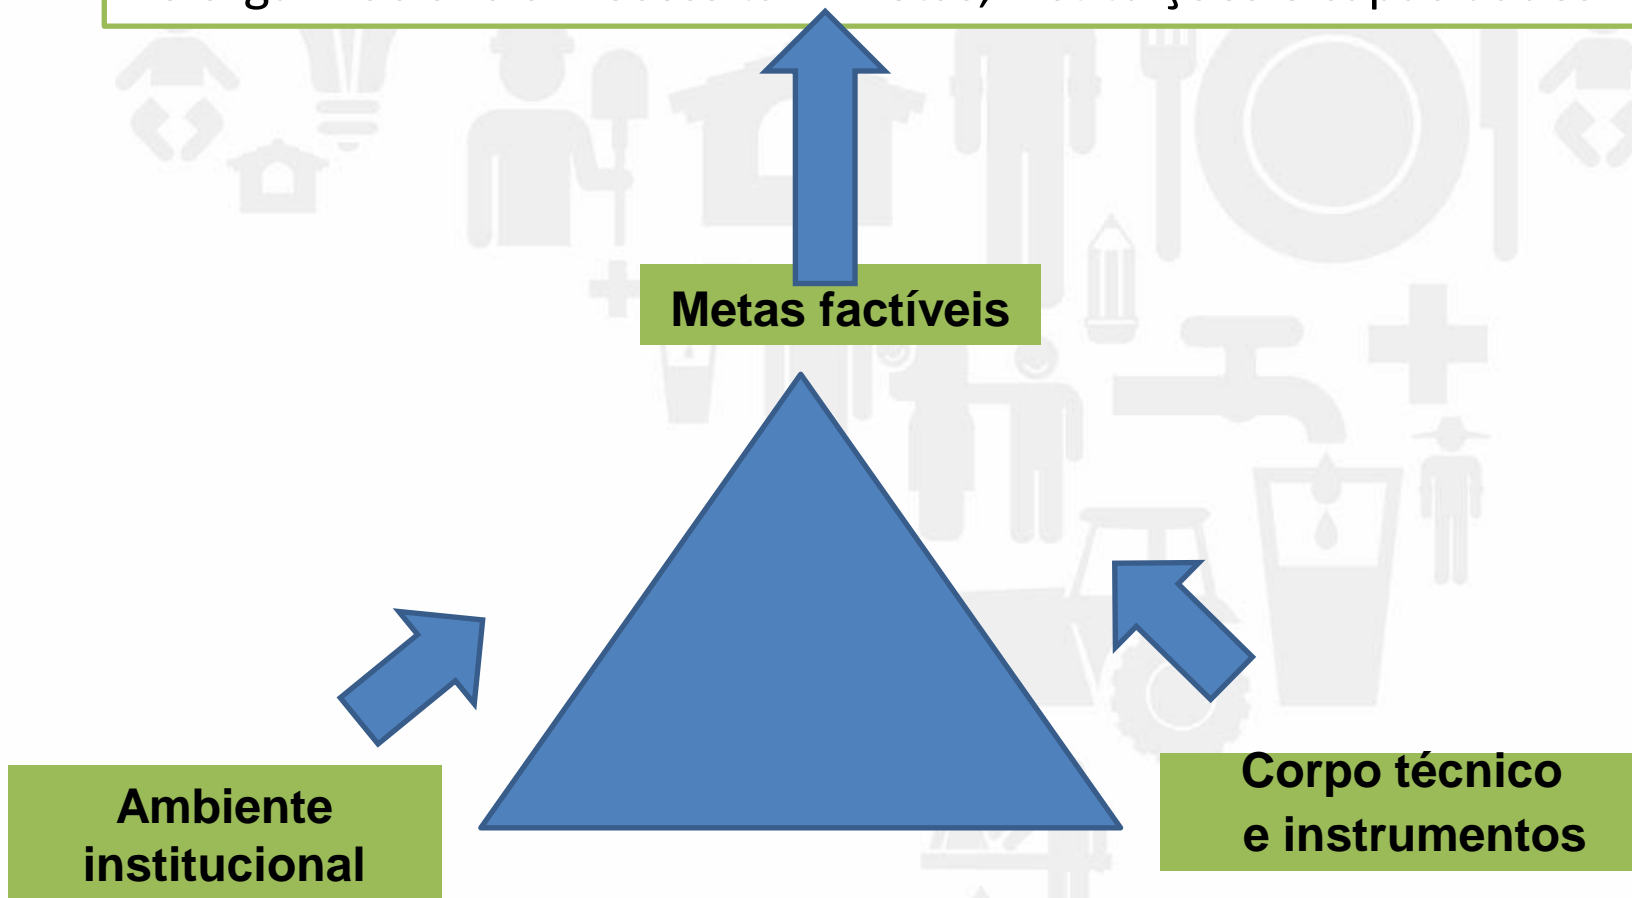 Metas factíveis
Ambiente
institucional
Corpo técnico
e instrumentos